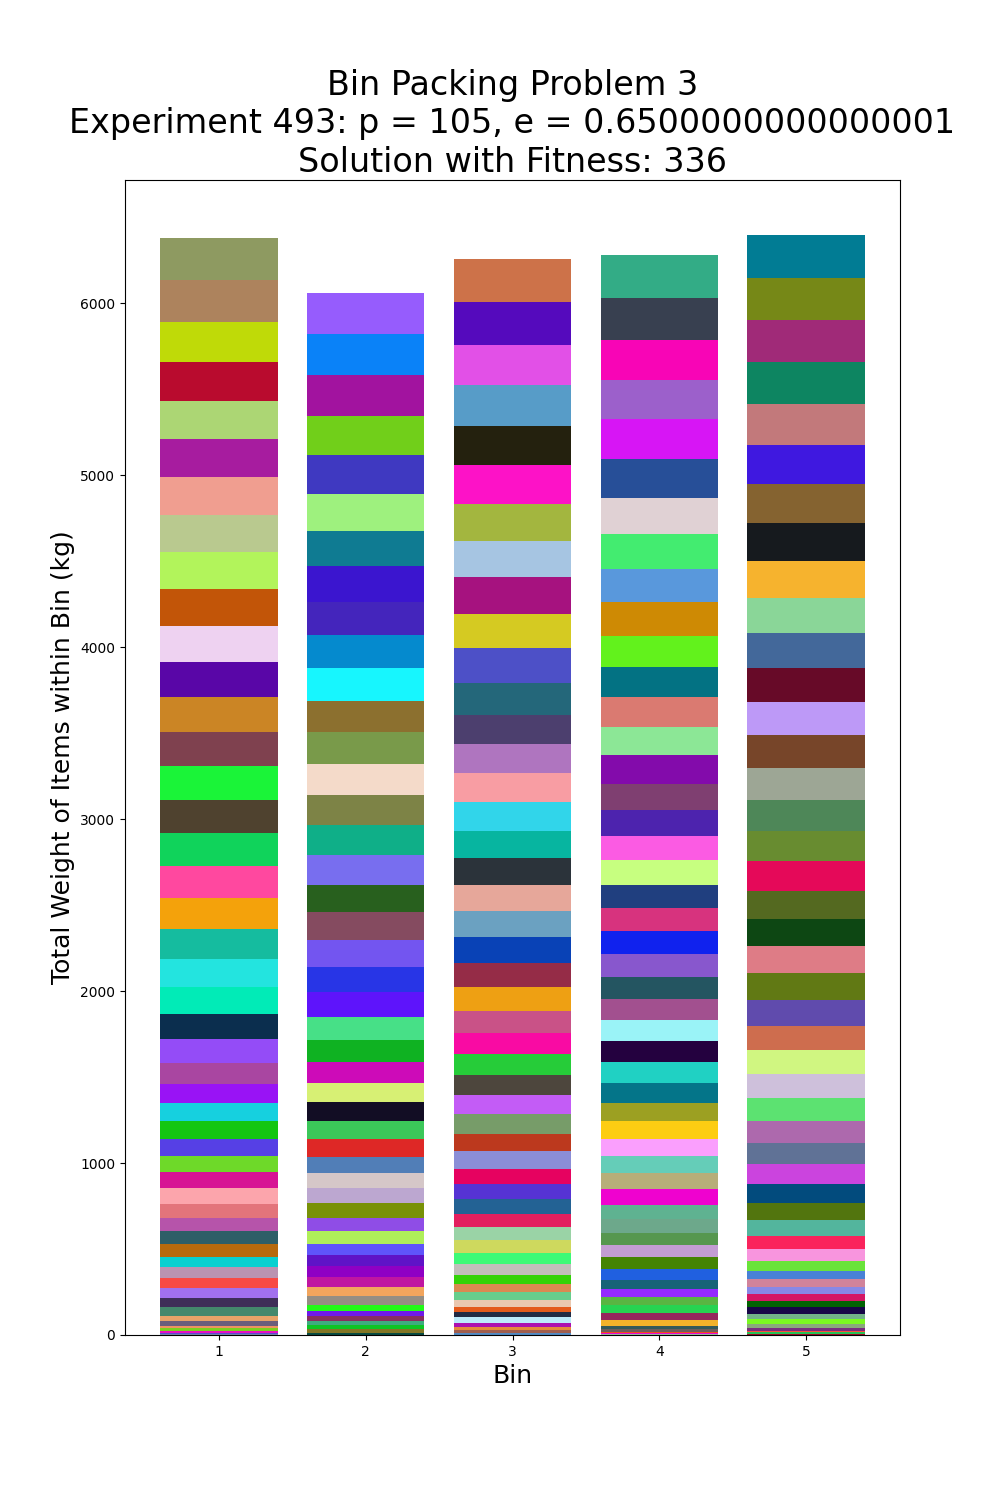 Bin Packing Problem 3
Experiment 493: p = 105, e = 0.6500000000000001
Solution with Fitness: 336
Total Weight of Items within Bin (kg)
6000
5000
4000
3000
2000
1000
0
1 2 3 4 5
Bin